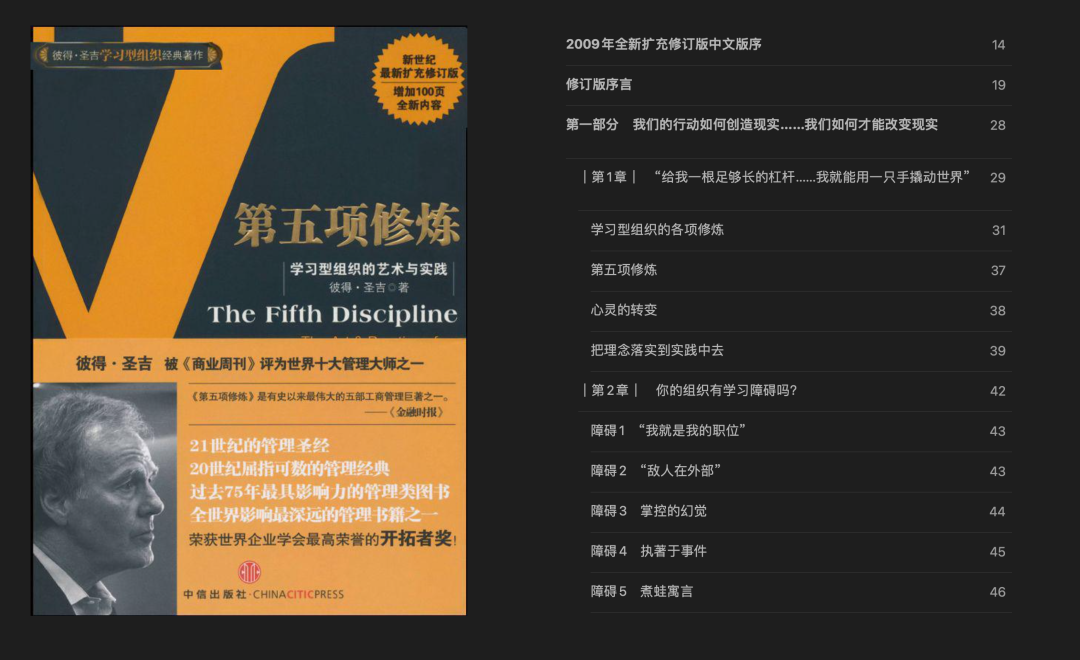 彼得·圣吉学习型组织经典著作
新世纪
最新扩充修订版
增加100页
全新内容
第五项修炼
学习型组织的艺术与实践
彼得·圣吉◎著
The Fifth Discipline
彼得·圣吉 被《商业周刊》评为世界十大管理大师之一
《第五项修炼》是有史以来最伟大的五部工商管理巨著之一。
——《金融时报》
21世纪的管理圣经
20世纪屈指可数的管理经典
过去75年最具影响力的管理类图书
全世界影响最深远的管理书籍之一
荣获世界企业学会最高荣誉的开拓者奖!
中信出版社·CHINACITICPRESS
2009年全新扩充修订版中文版序 14
修订版序言 19
第一部分 我们的行动如何创造现实……我们如何才能改变现实 28
｜第1章｜ “给我一根足够长的杠杆……我就能用一只手撬动世界” 29
学习型组织的各项修炼 31
第五项修炼 37
心灵的转变 38
把理念落实到实践中去 39
｜第2章｜ 你的组织有学习障碍吗? 42
障碍1 “我就是我的职位” 43
障碍2 “敌人在外部” 43
障碍3 掌控的幻觉 44
障碍4 执著于事件 45
障碍5 煮蛙寓言 46